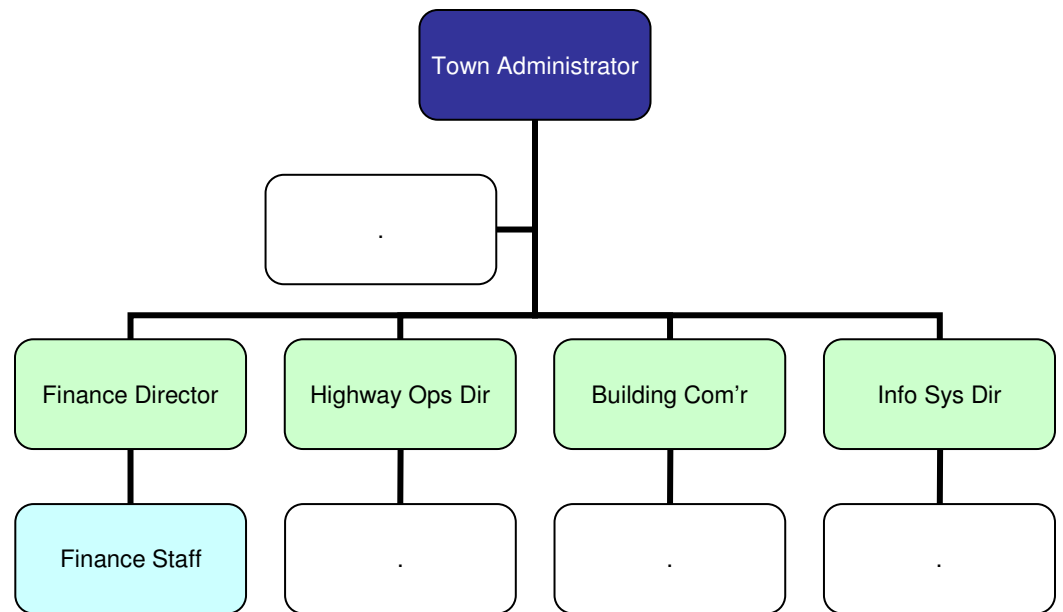 Town Administrator
.
Finance Director
Highway Ops Dir
Building Com'r
Info Sys Dir
Finance Staff
.
.
.